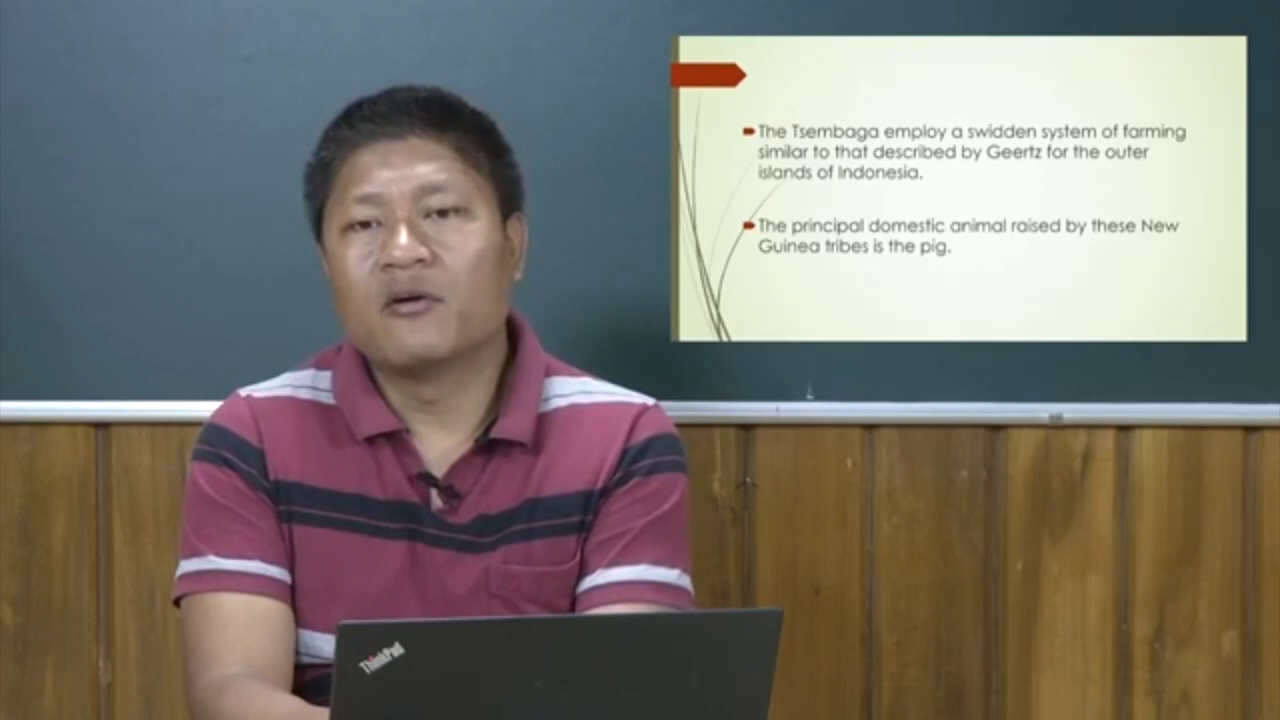 The Tsembaga employ a swidden system of farming
similar to that described by Geertz for the outer
islands of Indonesia.
The principal domestic animal raised by these New
Guinea tribes is the pig.
ThinkPad